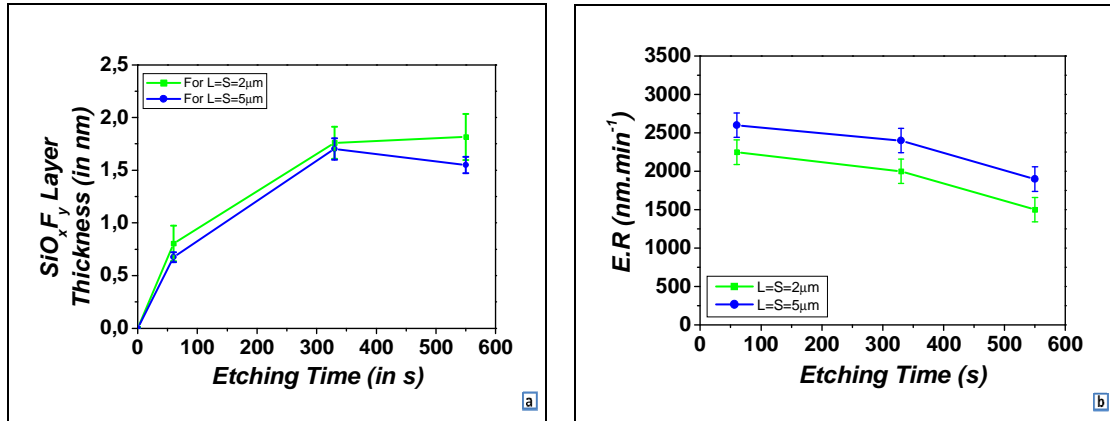 2,5
2,0
1,5
1,0
0,5
0,0
SiOxFy Layer
Thickness (in nm)
For L=S=2μm
For L=S=5μm
0 100 200 300 400 500 600
Etching Time (in s)
a
3500
3000
2500
2000
1500
1000
500
0
E.R (nm.min-1)
L=S=2μm
L=S=5μm
0 100 200 300 400 500 600
Etching Time (s)
b